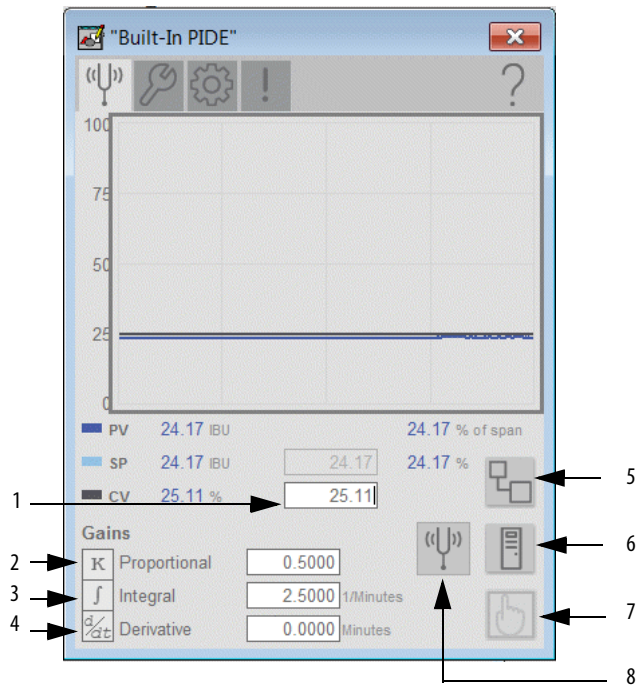 "Built-In PIDE"
100
75
50
25
0
PV 24.17 IBU 24.17 % of span
SP 24.17 IBU 24.17 24.17 %
CV 25.11 % 25.11
Gains
K Proportional 0.5000
∫ Integral 2.5000 1/Minutes
d/dt Derivative 0.0000 Minutes
1
2
3
4
5
6
7
8